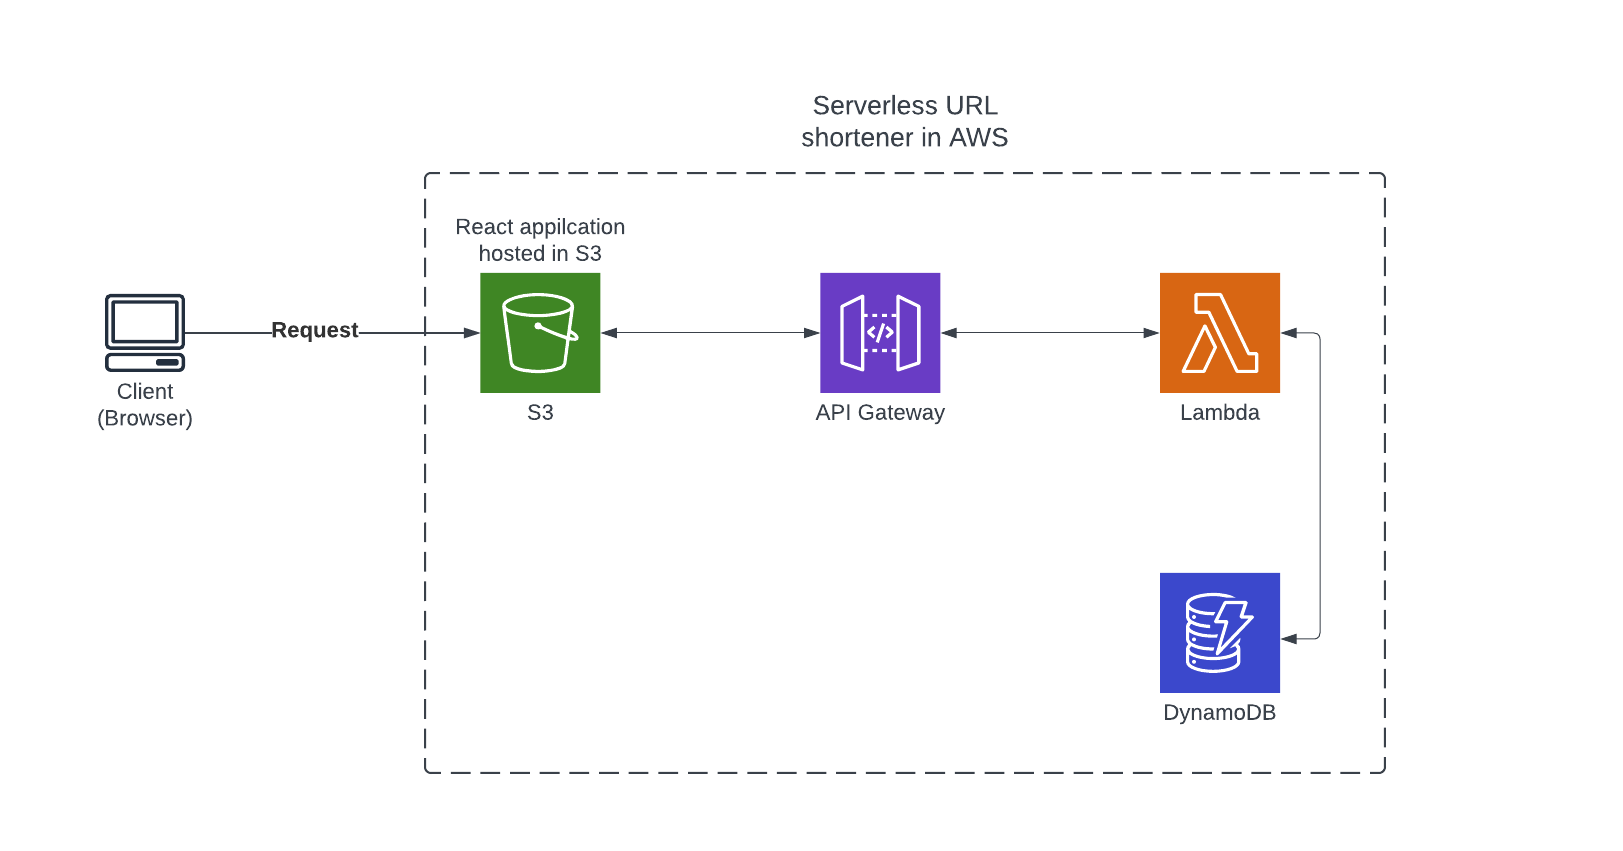 Serverless URL
shortener in AWS
React appilcation
hosted in S3
Request
Client
(Browser)
S3
API Gateway
Lambda
DynamoDB